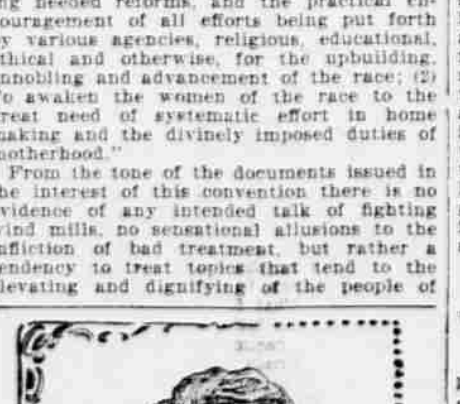 ng needed reforms, and the practical en-
ouragement of all efforts being put forth
y various agencies, religious, educational,
thical and otherwise, for the upbuilding,
nnobling and advancement of the race; (2)
o awaken the women of the race to the
reat need of systematic effort in home
aking and the divinely imposed duties of
otherhood."
From the tone of the documents issued in
he interest of this convention there is no
vidence of any intended talk of fighting
ind mills, no sensational allusions to the
nfliction of bad treatment, but rather a
endency to treat topics that tend to the
levating and dignifying of the people of